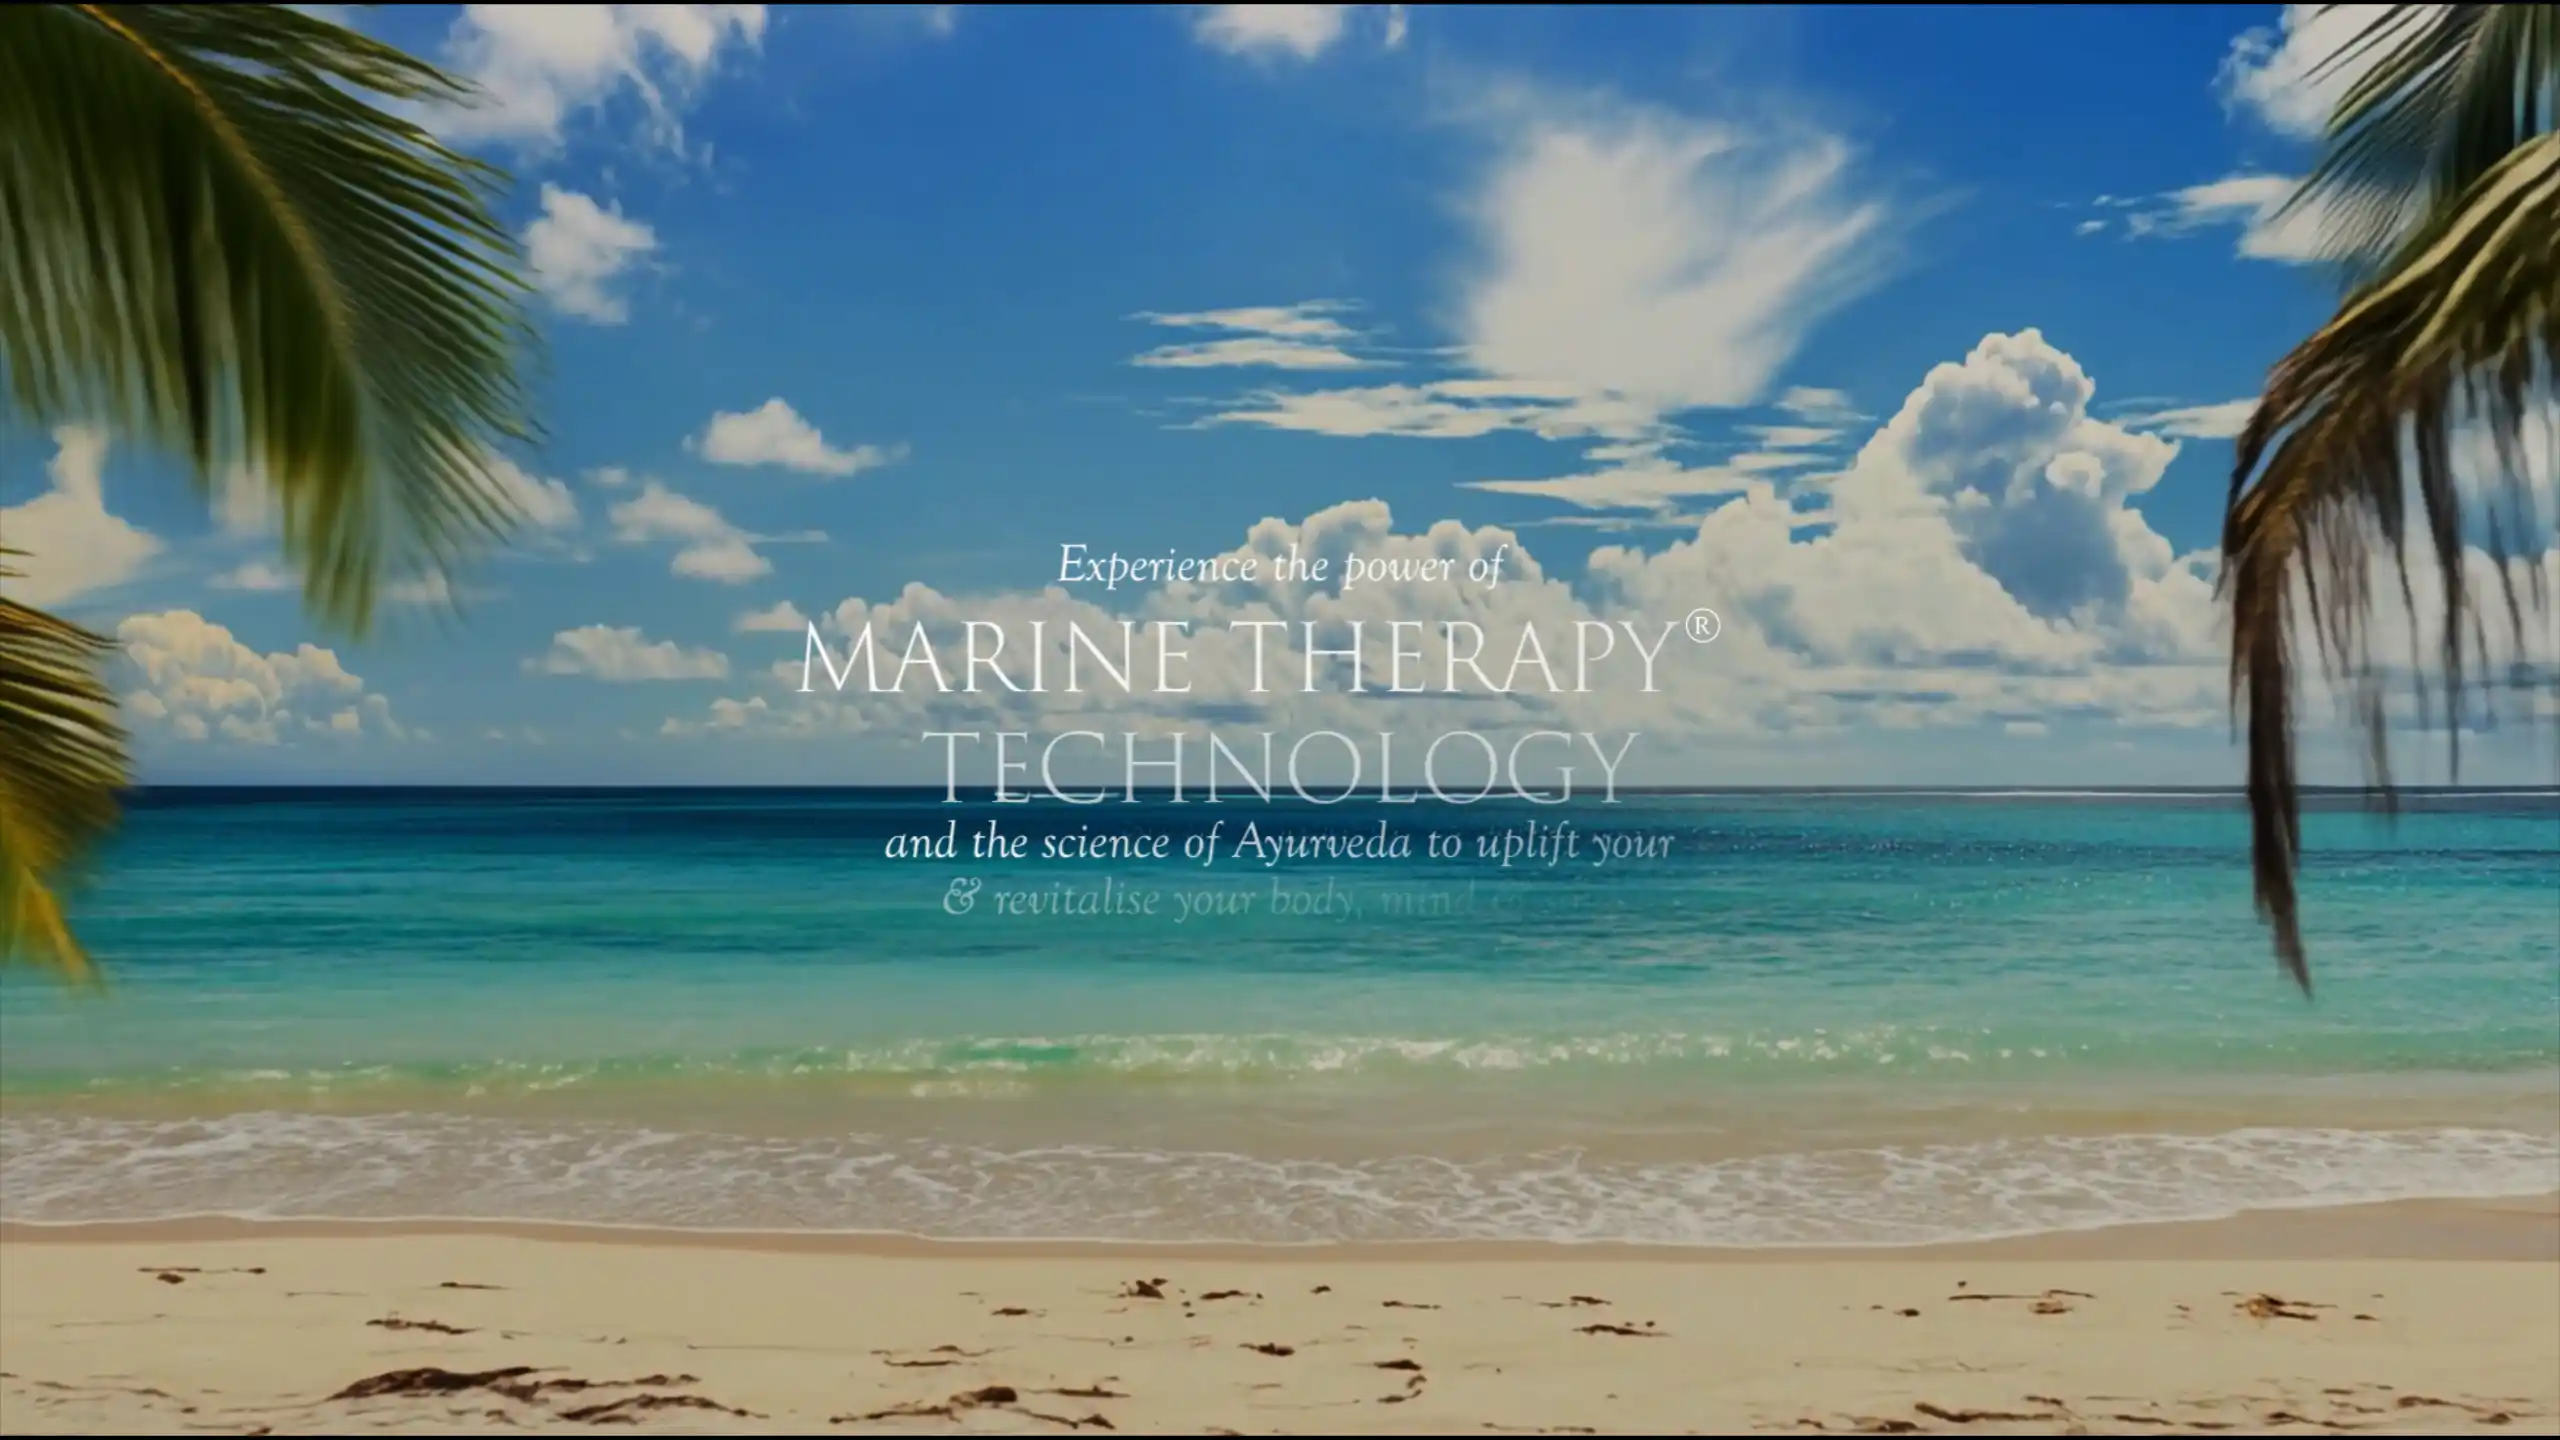 Experience the power of
MARINE THERAPY®
TECHNOLOGY
and the science of Ayurveda to uplift your
& revitalise your body, mind